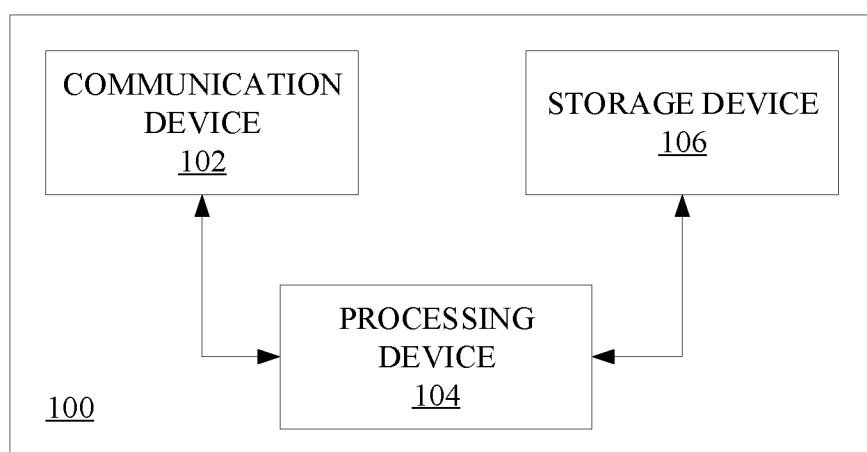 COMMUNICATION
DEVICE
102
STORAGE DEVICE
106
PROCESSING
DEVICE
104
100